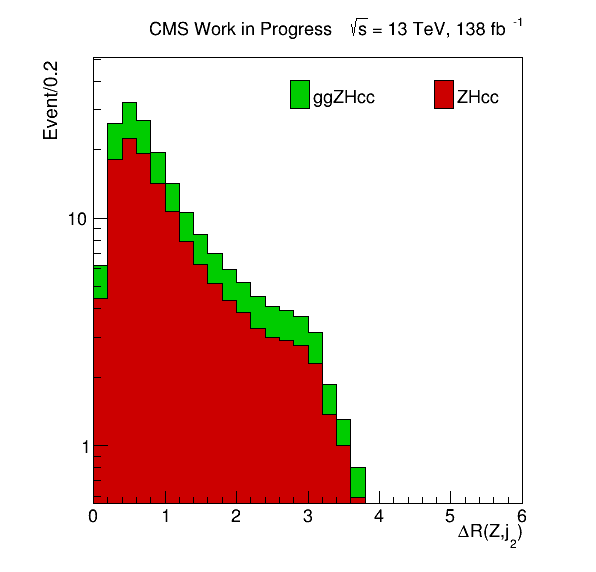 CMS Work in Progress √s = 13 TeV, 138 fb⁻¹
Event/0.2
ggZHcc ZHcc
10
1
0 1 2 3 4 5 6
ΔR(Z,j₂)